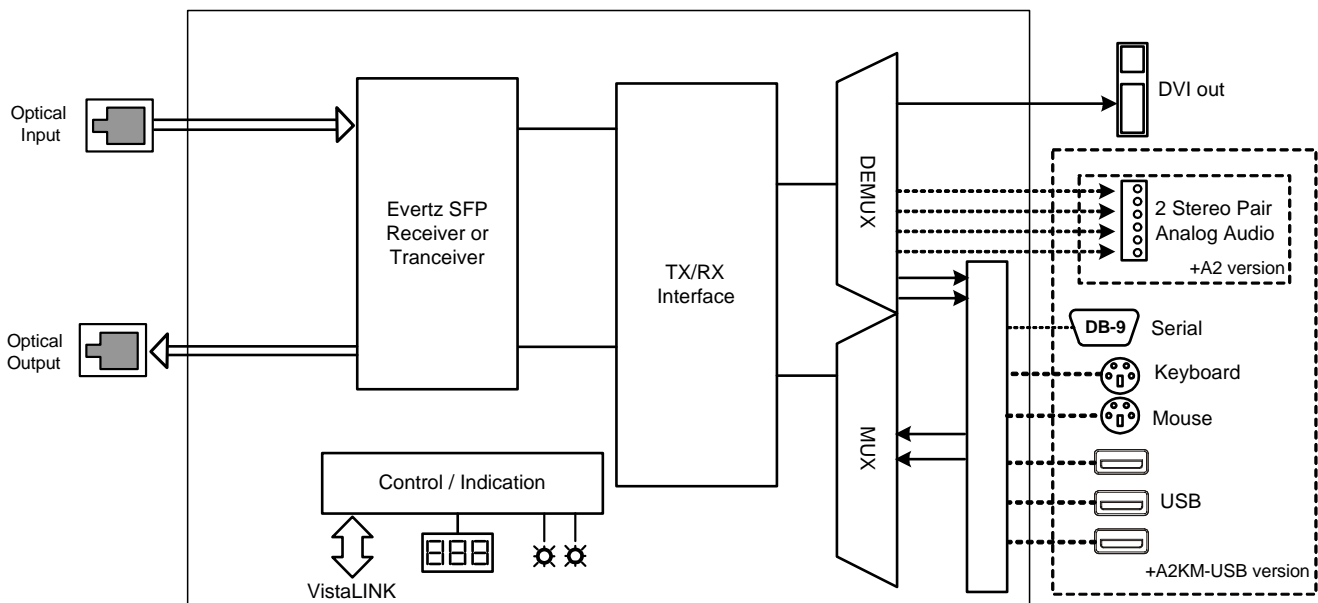 Optical
Input
Optical
Output
Evertz SFP
Receiver or
Tranceiver
TX/RX
Interface
DEMUX
MUX
Control / Indication
VistaLINK
DVI out
2 Stereo Pair
Analog Audio
+A2 version
DB-9
Serial
Keyboard
Mouse
USB
+A2KM-USB version